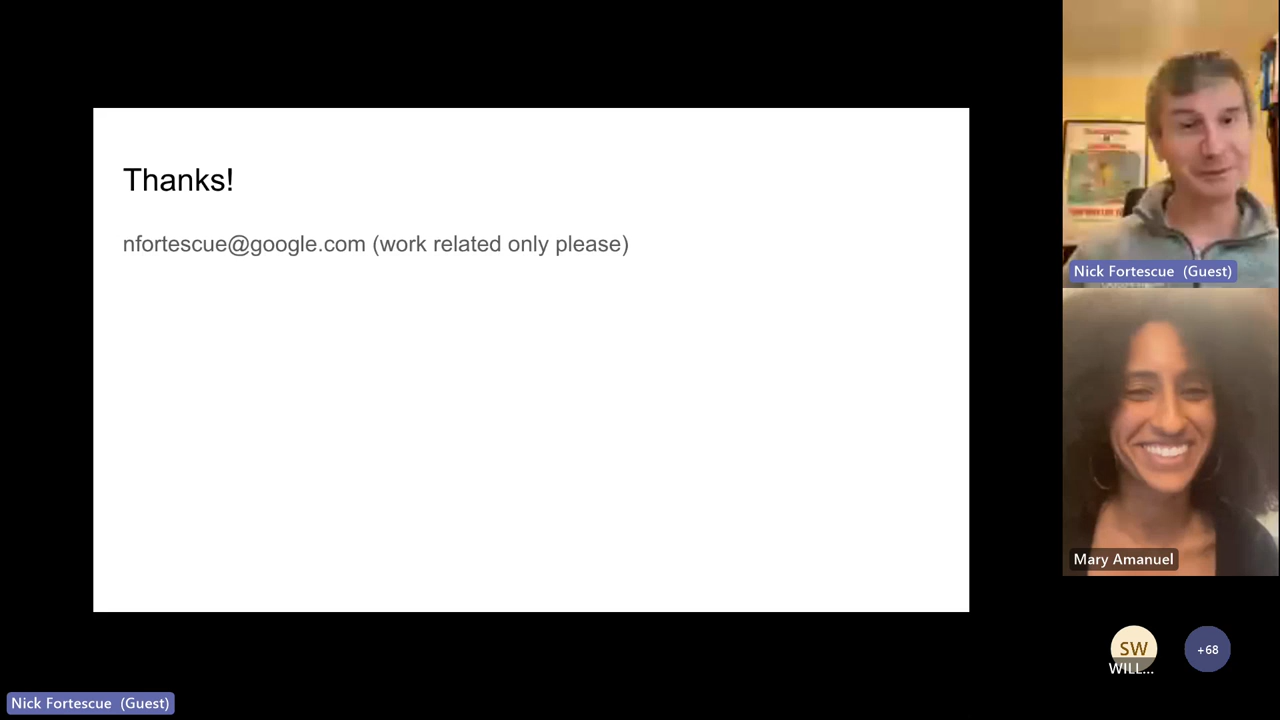 Thanks!
nfortescue@google.com (work related only please)
Nick Fortescue (Guest)
Mary Amanuel
SW
WILL...
+68
Nick Fortescue (Guest)